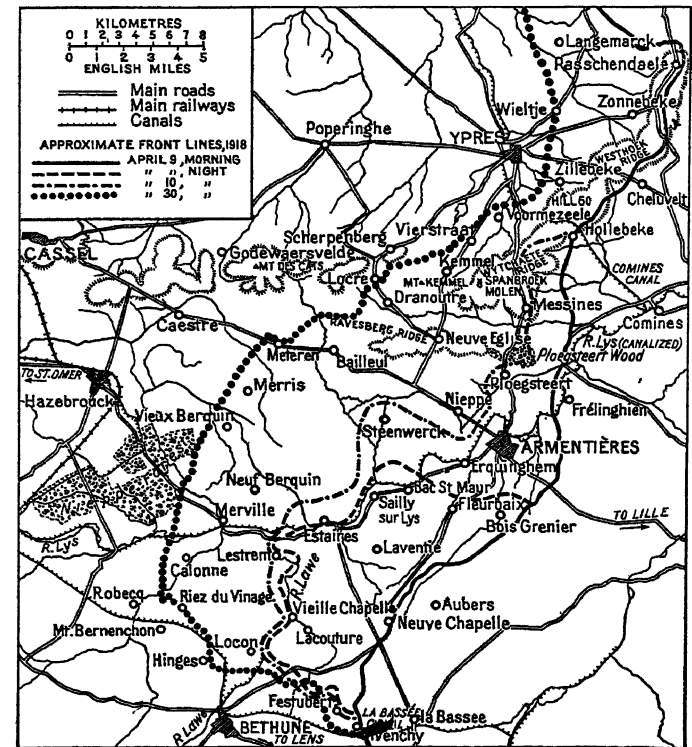 KILOMETRES
0 1 2 3 4 5 6 7 8
0 5
ENGLISH MILES
Main roads
Main railways
Canals
APPROXIMATE FRONT LINES, 1918
APRIL 9, MORNING
" ", NIGHT
" 10, "
" 30, "
Langemarck
Passchendaele
Wieltje
Zonnebeke
Poperinghe
YPRES
WESTHOEK
RIDGE
Zillebeke
HILL 60
Gheluvelt
Voormezeele
Vierstraat
Scherpenberg
Hollebeke
CASSEL
Godewaersvelde
MT DES CATS
Kemmel
WYTSCHAETE
RIDGE
SPANBROEK
MOLEN
MT KEMMEL
COMINES
CANAL
Locre
Dranoutre
Messines
Comines
Caestre
RAVESBERG RIDGE
Neuve Eglise
R. Lys (CANALIZED)
Ploegsteert Wood
Meteren
Bailleul
TO ST. OMER
Hazebrouck
Merris
Ploegsteert
Nieppe
Frélinghien
Vieux Berquin
Steenwerck
ARMENTIÈRES
Erquinghem
Neuf Berquin
Bac St Maur
Sailly
sur Lys
Fleurbaix
Merville
Bois Grenier
TO LILLE
Estaires
R. Lys
Lestrem
Laventie
Calonne
R. Lawe
Robecq
Riez du Vinage
Vieille Chapelle
Aubers
Neuve Chapelle
Mt. Bernenchon
Lacouture
Locon
Hinges
Festubert
LA BASSÉE
CANAL
La Bassee
Givenchy
R. Lawe
BETHUNE
TO LENS